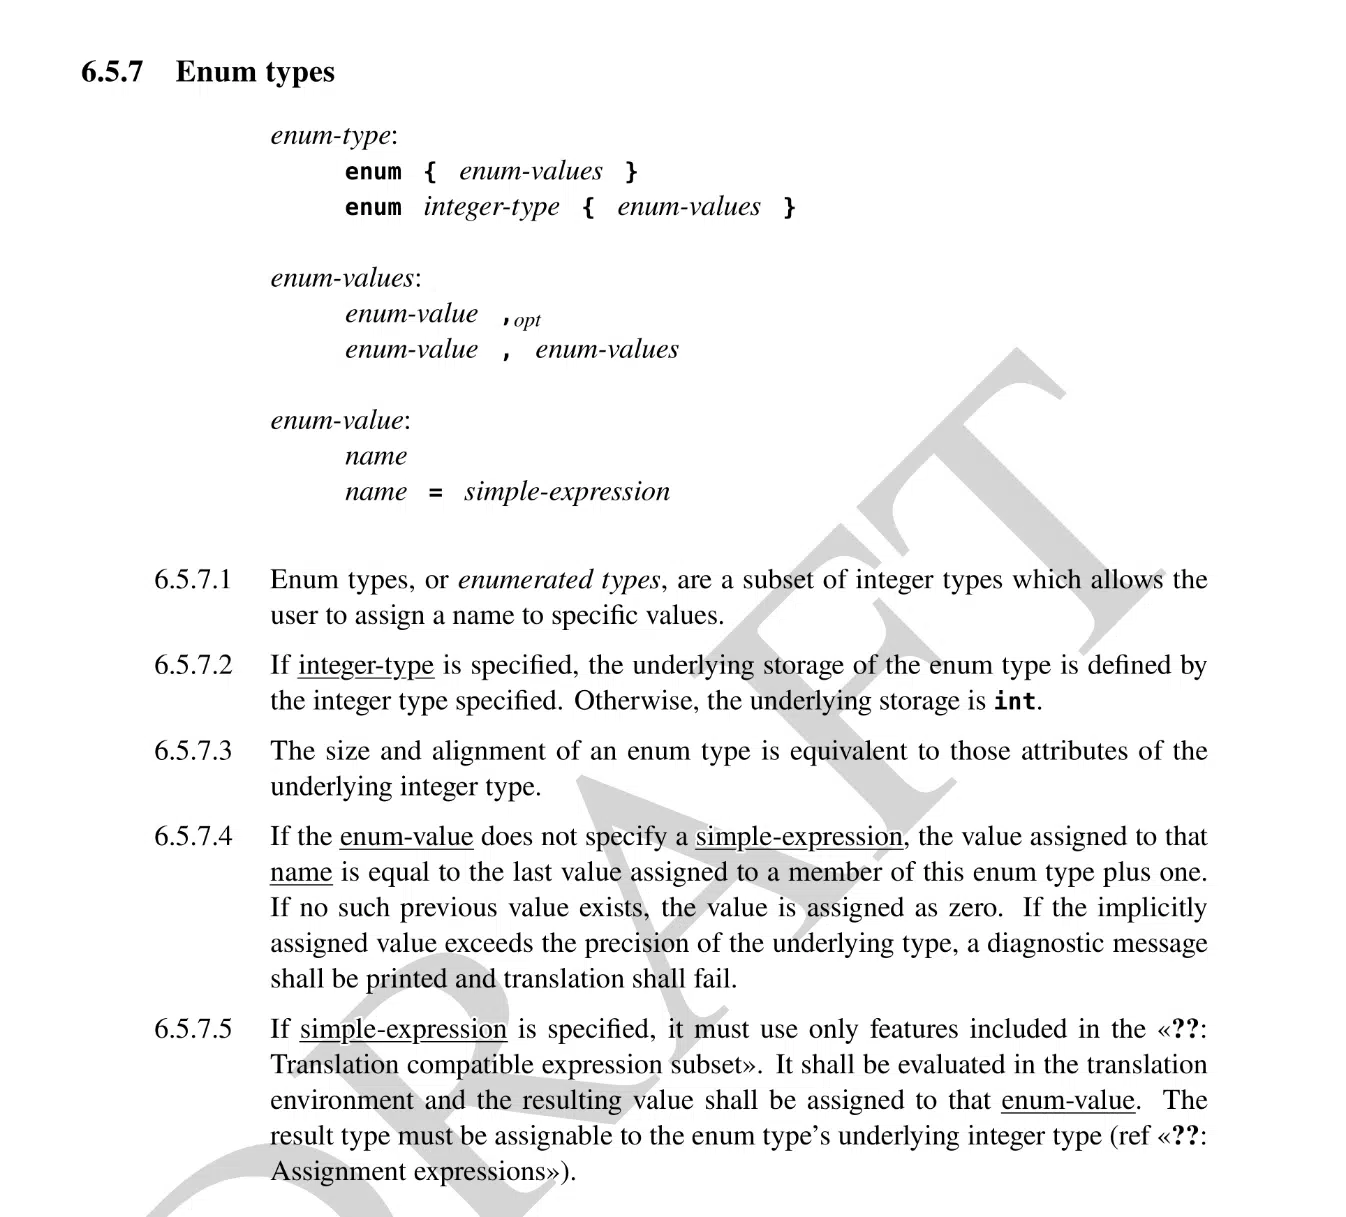 6.5.7 Enum types
enum-type:
enum { enum-values }
enum integer-type { enum-values }
enum-values:
enum-value ,opt
enum-value , enum-values
enum-value:
name
name = simple-expression
6.5.7.1 Enum types, or enumerated types, are a subset of integer types which allows the
user to assign a name to specific values.
6.5.7.2 If integer-type is specified, the underlying storage of the enum type is defined by
the integer type specified. Otherwise, the underlying storage is int.
6.5.7.3 The size and alignment of an enum type is equivalent to those attributes of the
underlying integer type.
6.5.7.4 If the enum-value does not specify a simple-expression, the value assigned to that
name is equal to the last value assigned to a member of this enum type plus one.
If no such previous value exists, the value is assigned as zero. If the implicitly
assigned value exceeds the precision of the underlying type, a diagnostic message
shall be printed and translation shall fail.
6.5.7.5 If simple-expression is specified, it must use only features included in the «??:
Translation compatible expression subset». It shall be evaluated in the translation
environment and the resulting value shall be assigned to that enum-value. The
result type must be assignable to the enum type's underlying integer type (ref «??:
Assignment expressions»).
DRAFT